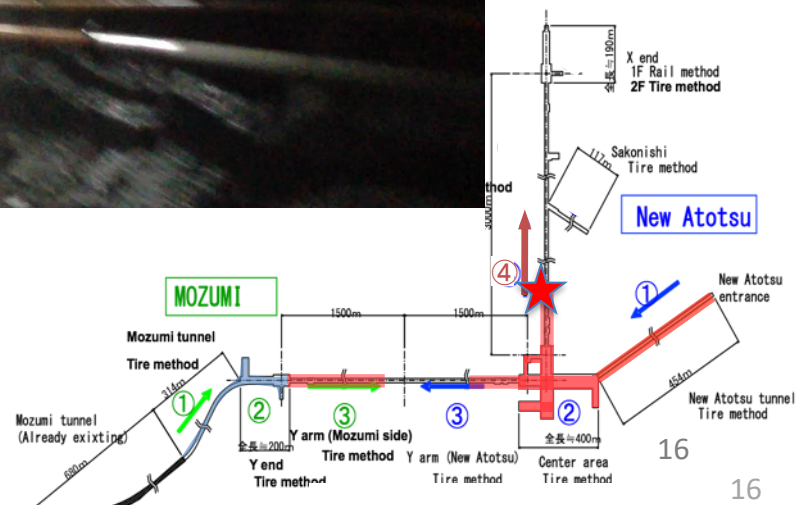 全長≒190m
X end
1F Rail method
2F Tire method
117m
Sakonishi
Tire method
thod
3000m
New Atotsu
④
①
New Atotsu
entrance
MOZUMI
1500m
1500m
Mozumi tunnel
Tire method
314m
①
454m
New Atotsu tunnel
Tire method
Mozumi tunnel
(Already exixting)
680m
②
③
③
②
全長≒200m
Y end
Tire method
Y arm (Mozumi side)
Tire method
Y arm (New Atotsu)
Tire method
全長≒400m
Center area
Tire method
16
16